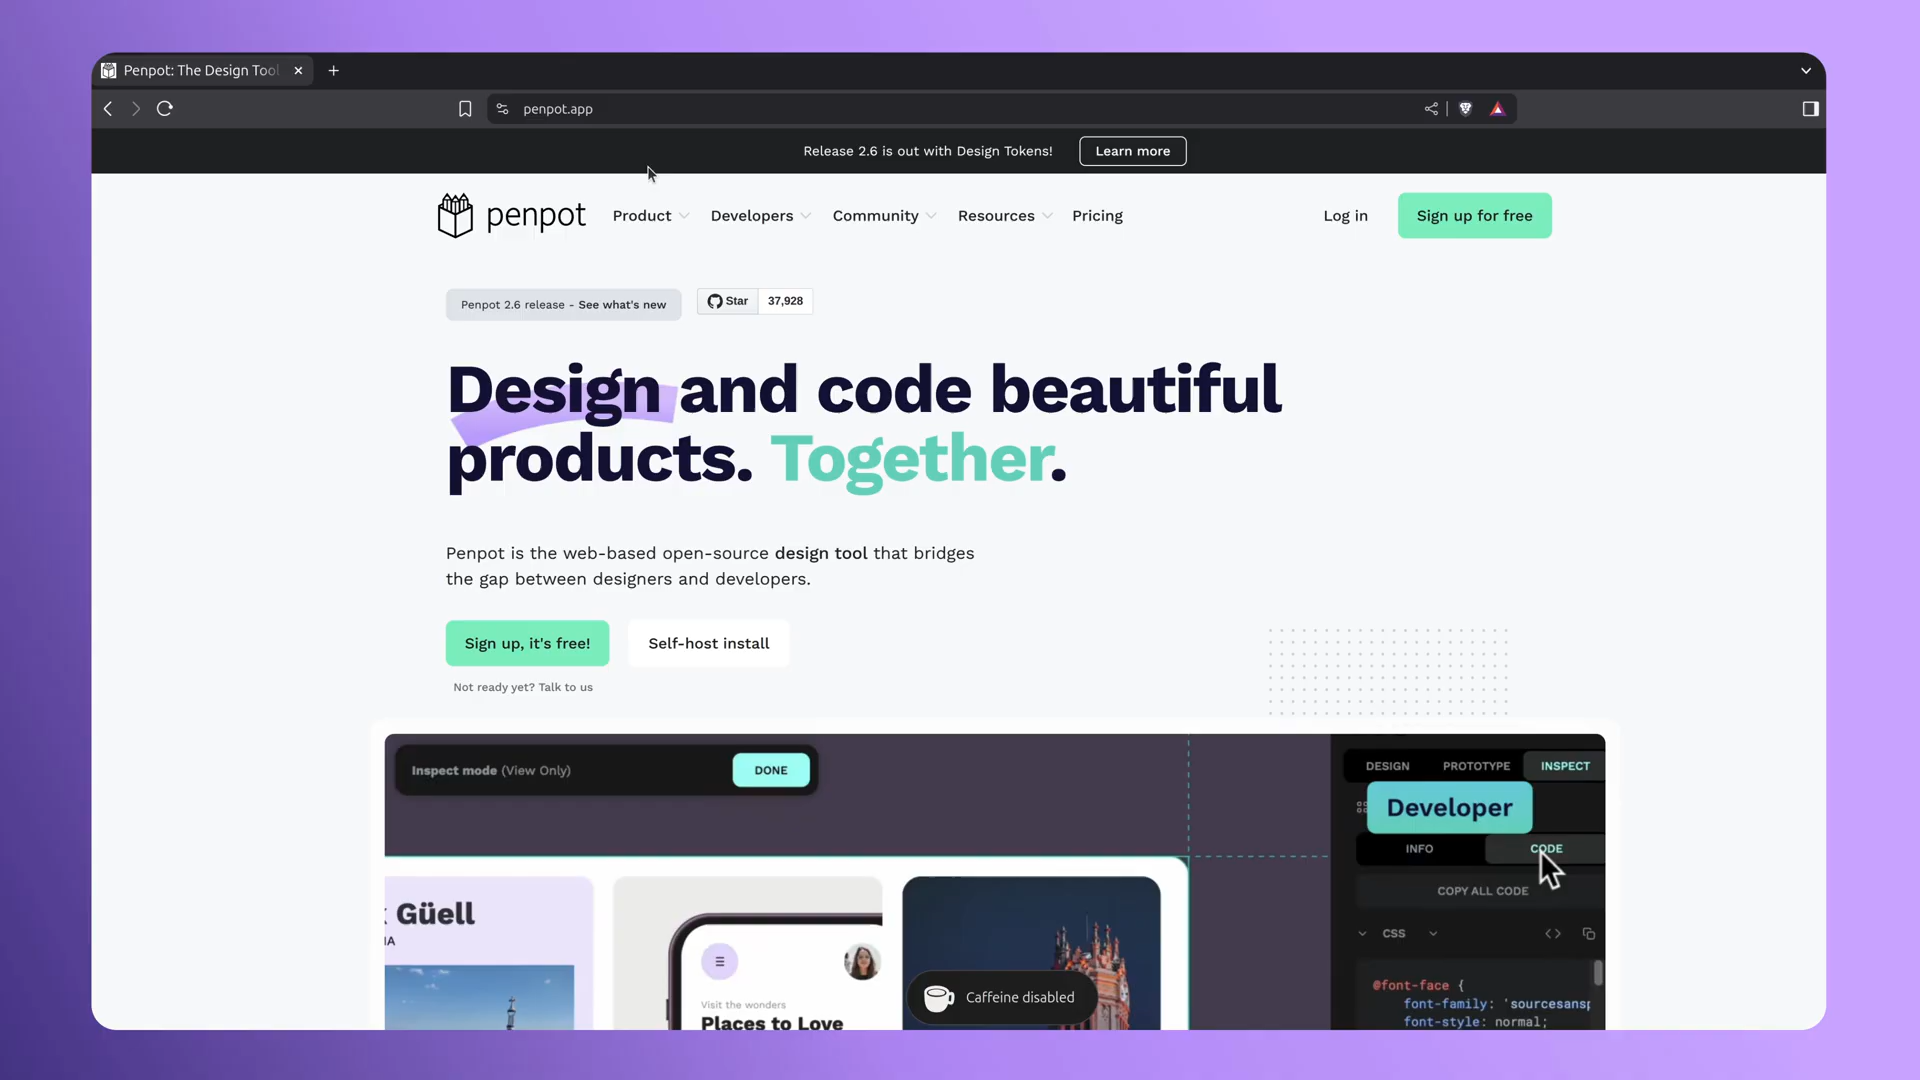 Penpot: The Design Tool
penpot.app
Release 2.6 is out with Design Tokens!
Learn more
penpot
Product
Developers
Community
Resources
Pricing
Log in
Sign up for free
Penpot 2.6 release - See what's new
Star
37,928
Design and code beautiful
products. Together.
Penpot is the web-based open-source design tool that bridges
the gap between designers and developers.
Sign up, it's free!
Self-host install
Not ready yet? Talk to us
Inspect mode (View Only)
DONE
DESIGN
PROTOTYPE
INSPECT
Developer
INFO
CODE
COPY ALL CODE
CSS
@font-face {
font-family: 'sourcesansp
font-style: normal;
Güell
IA
Visit the wonders
Places to Love
Caffeine disabled